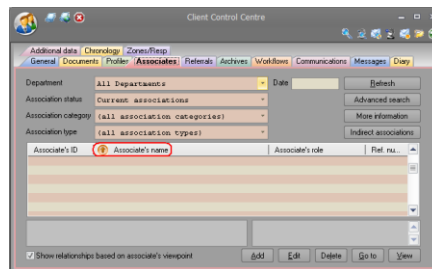 Client Control Centre
Additional data Chronology Zones/Resp
General Documents Profiler Associates Referrals Archives Workflows Communications Messages Diary
Department All Departments Date Refresh
Association status Current associations Advanced search
Association category (all association categories) More information
Association type (all association types) Indirect associations
Associate's ID Associate's name Associate's role Ref. nu...
Show relationships based on associate's viewpoint Add Edit Delete Go to View